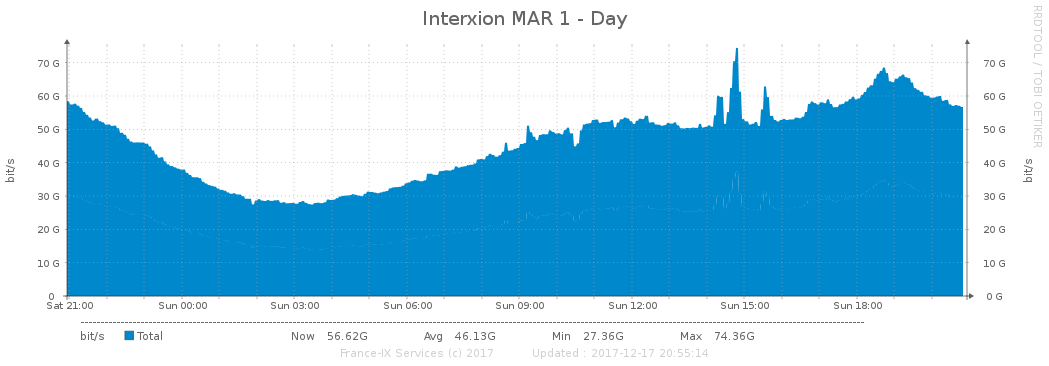 Interxion MAR 1 - Day
RRDTOOL / TOBI OETIKER
70 G 70 G
60 G 60 G
50 G 50 G
40 G 40 G
30 G 30 G
20 G 20 G
10 G 10 G
0 0 G
bit/s bit/s
Sat 21:00 Sun 00:00 Sun 03:00 Sun 06:00 Sun 09:00 Sun 12:00 Sun 15:00 Sun 18:00
bit/s Total Now 56.62G Avg 46.13G Min 27.36G Max 74.36G
France-IX Services (c) 2017 Updated : 2017-12-17 20:55:14